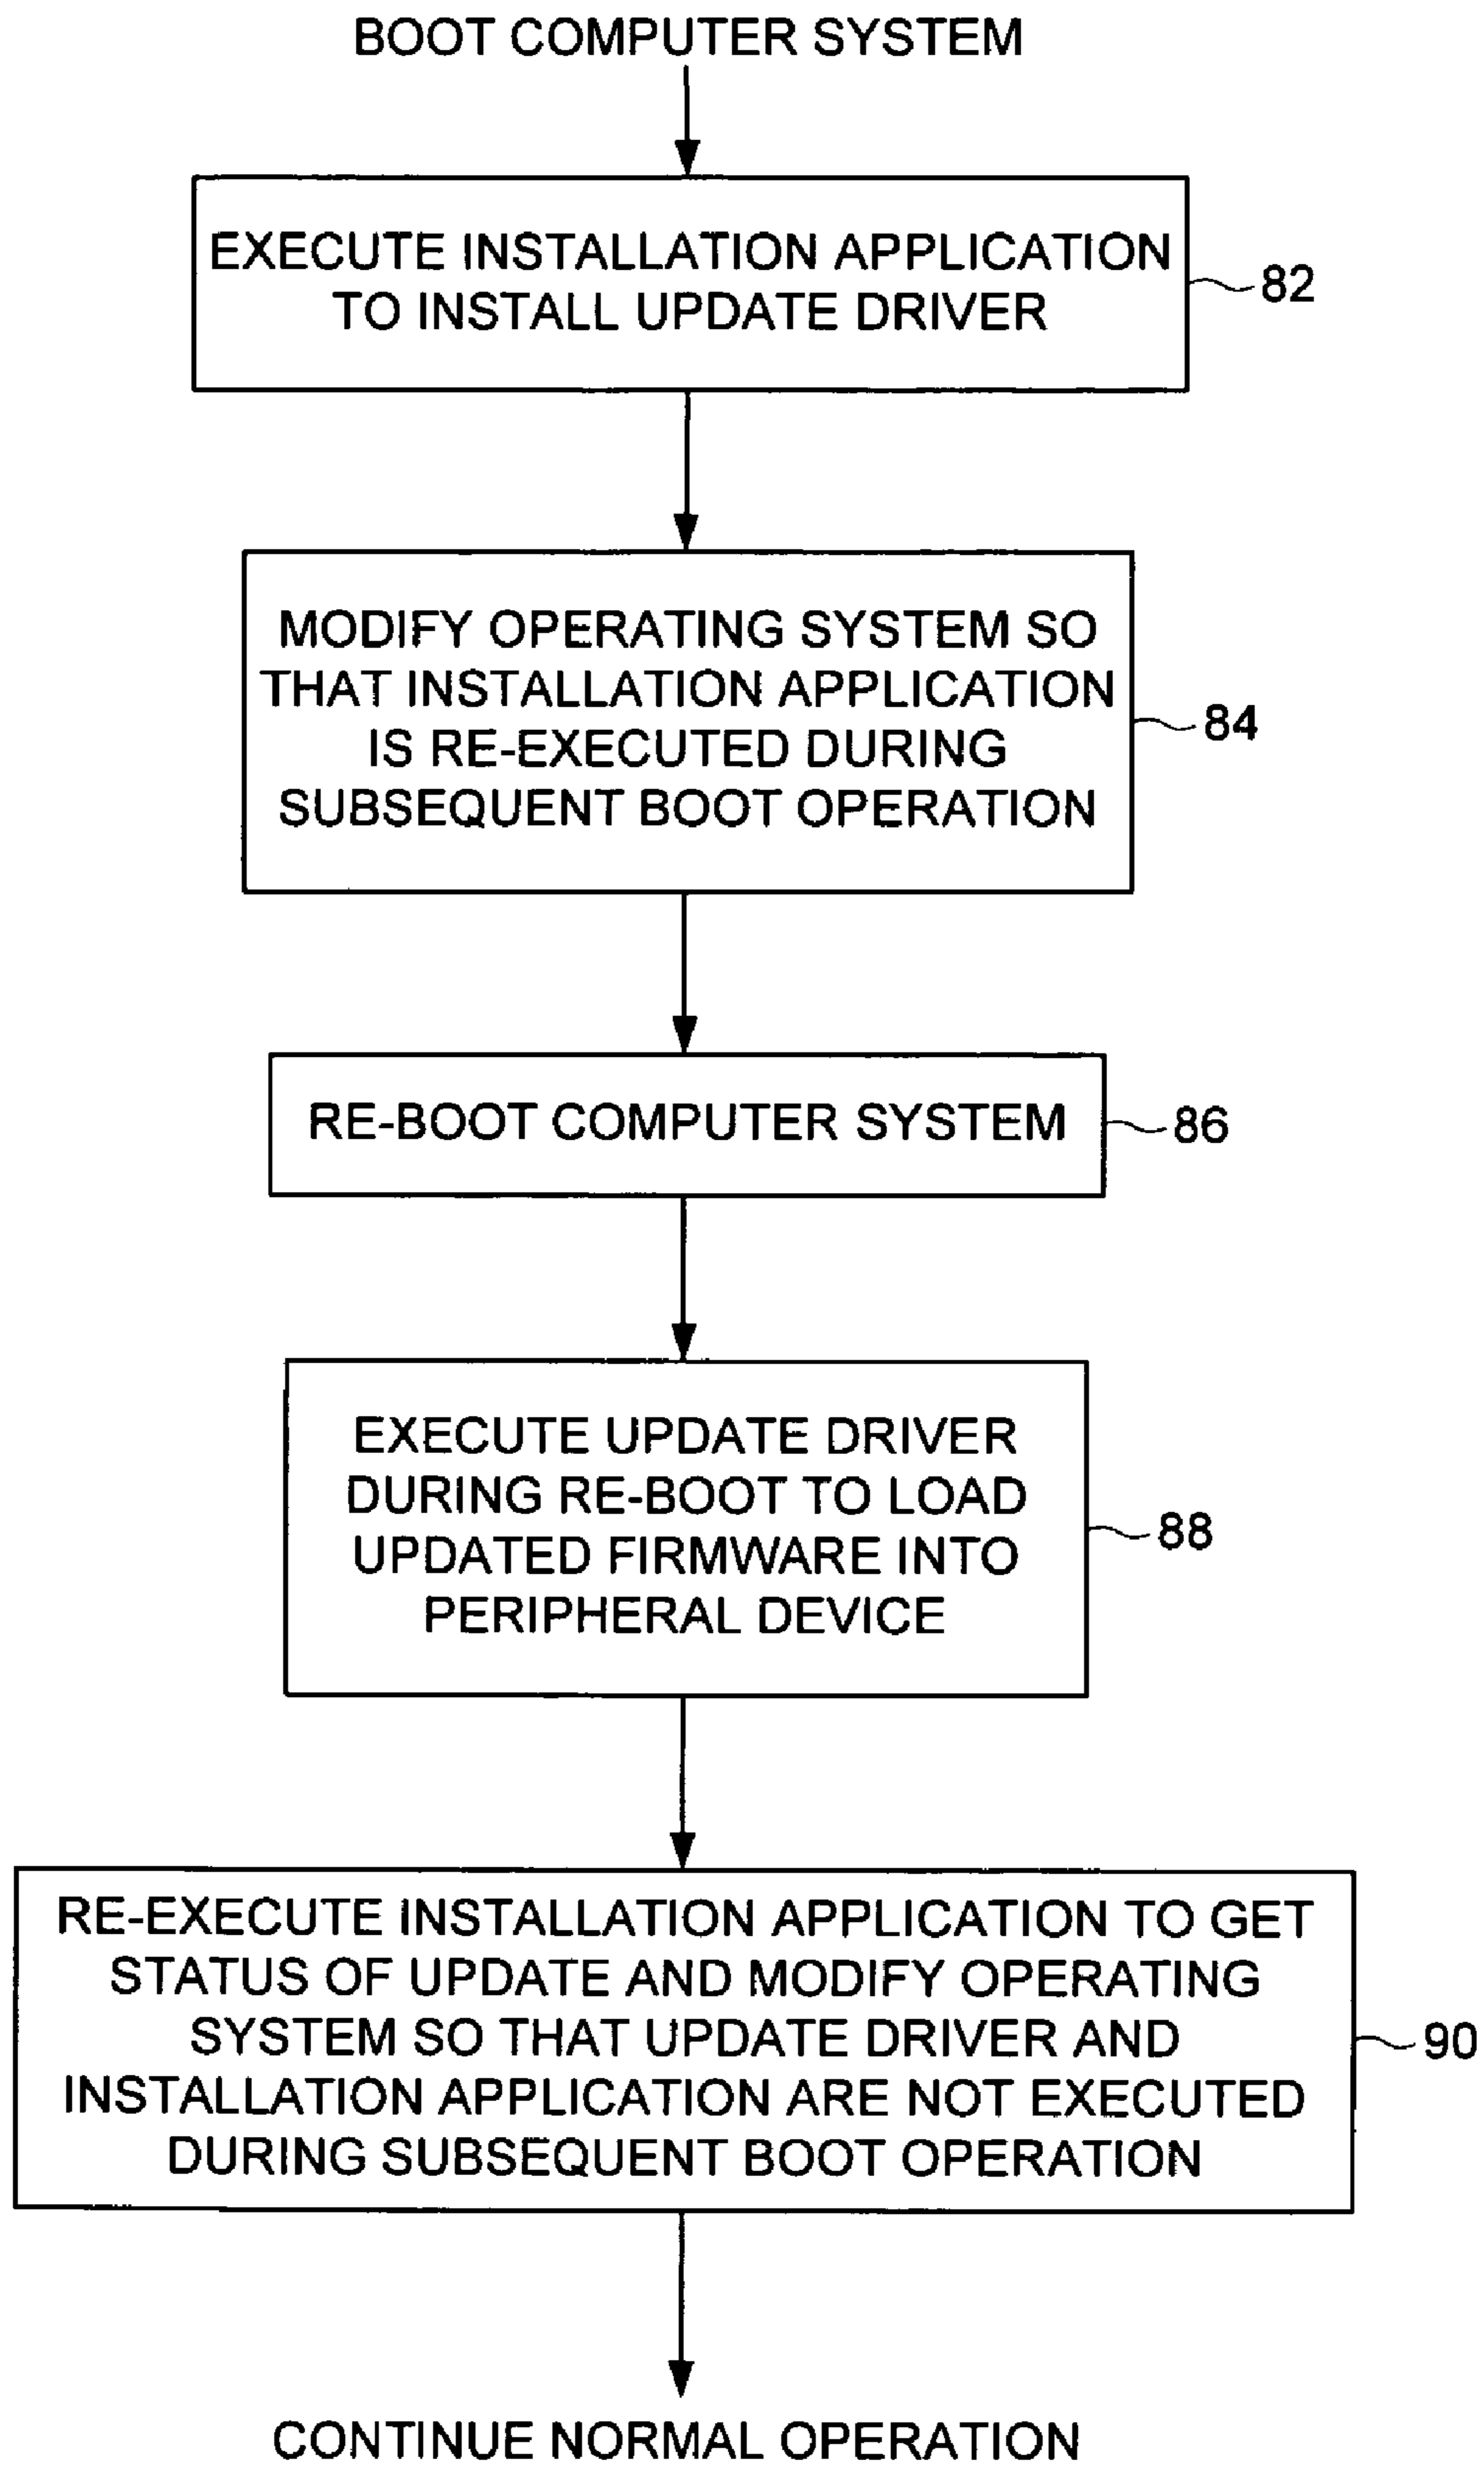 BOOT COMPUTER SYSTEM
EXECUTE INSTALLATION APPLICATION
TO INSTALL UPDATE DRIVER
82
MODIFY OPERATING SYSTEM SO
THAT INSTALLATION APPLICATION
IS RE-EXECUTED DURING
SUBSEQUENT BOOT OPERATION
84
RE-BOOT COMPUTER SYSTEM
86
EXECUTE UPDATE DRIVER
DURING RE-BOOT TO LOAD
UPDATED FIRMWARE INTO
PERIPHERAL DEVICE
88
RE-EXECUTE INSTALLATION APPLICATION TO GET
STATUS OF UPDATE AND MODIFY OPERATING
SYSTEM SO THAT UPDATE DRIVER AND
INSTALLATION APPLICATION ARE NOT EXECUTED
DURING SUBSEQUENT BOOT OPERATION
90
CONTINUE NORMAL OPERATION